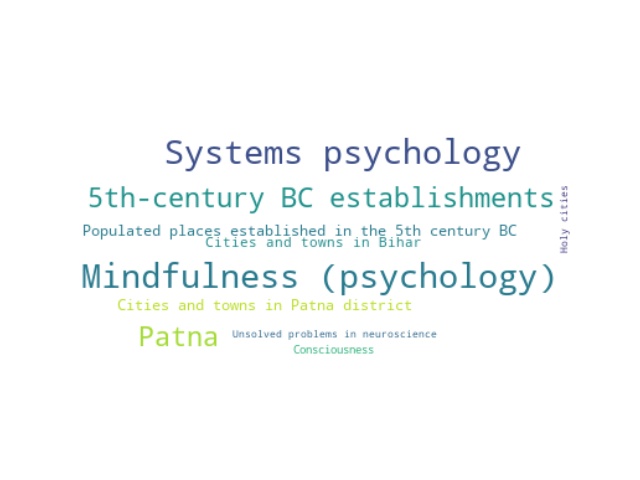 Systems psychology
5th-century BC establishments
Holy cities
Populated places established in the 5th century BC
Cities and towns in Bihar
Mindfulness (psychology)
Cities and towns in Patna district
Patna
Unsolved problems in neuroscience
Consciousness